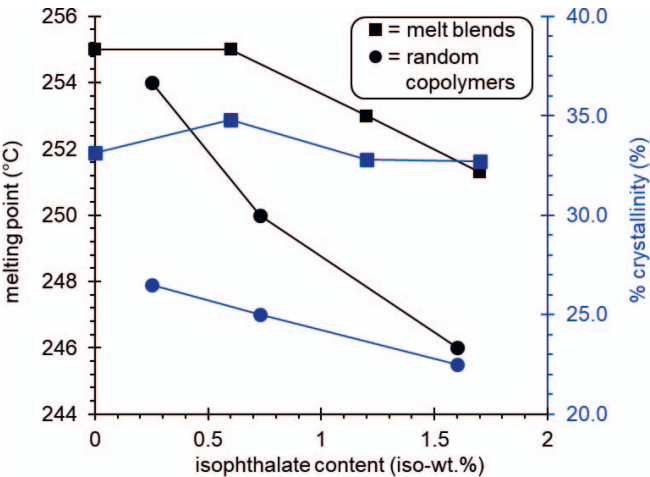 256
254
252
250
248
246
244
melting point (°C)
= melt blends
= random
copolymers
40.0
35.0
30.0
25.0
20.0
% crystallinity (%)
0
0.5
1
1.5
2
isophthalate content (iso-wt.%)